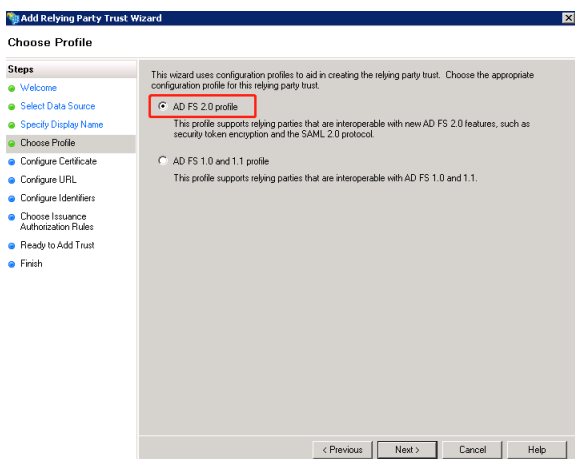 Add Relying Party Trust Wizard
Choose Profile
Steps
Welcome
Select Data Source
Specify Display Name
Choose Profile
Configure Certificate
Configure URL
Configure Identifiers
Choose Issuance
Authorization Rules
Ready to Add Trust
Finish
This wizard uses configuration profiles to aid in creating the relying party trust. Choose the appropriate
configuration profile for this relying party trust.
AD FS 2.0 profile
This profile supports relying parties that are interoperable with new AD FS 2.0 features, such as
security token encryption and the SAML 2.0 protocol.
AD FS 1.0 and 1.1 profile
This profile supports relying parties that are interoperable with AD FS 1.0 and 1.1.
< Previous
Next >
Cancel
Help